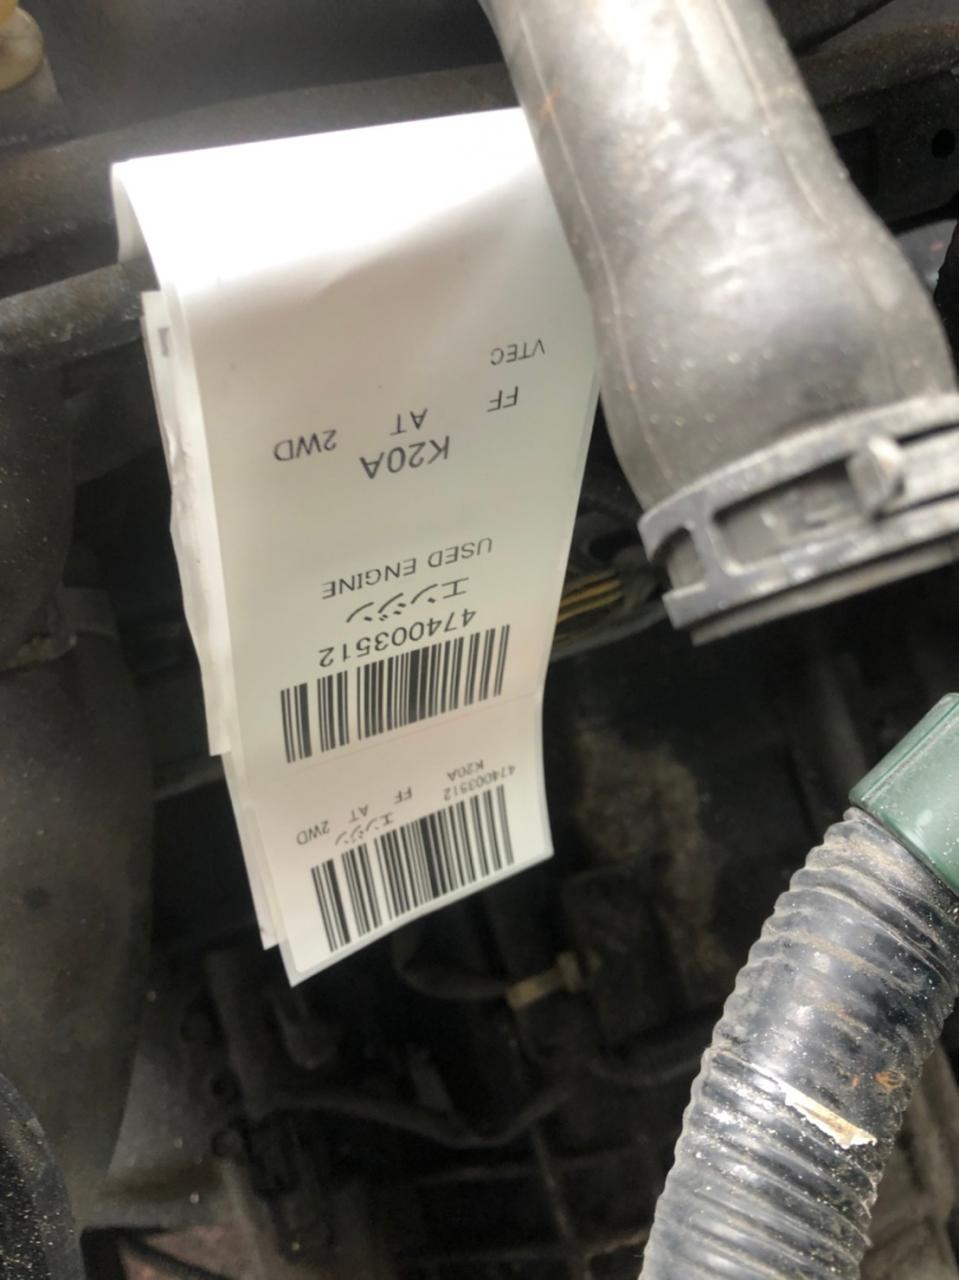 474003512 エンジン
K20A FF AT 2WD
474003512
エンジン
USED ENGINE
K20A
FF AT 2WD
VTEC